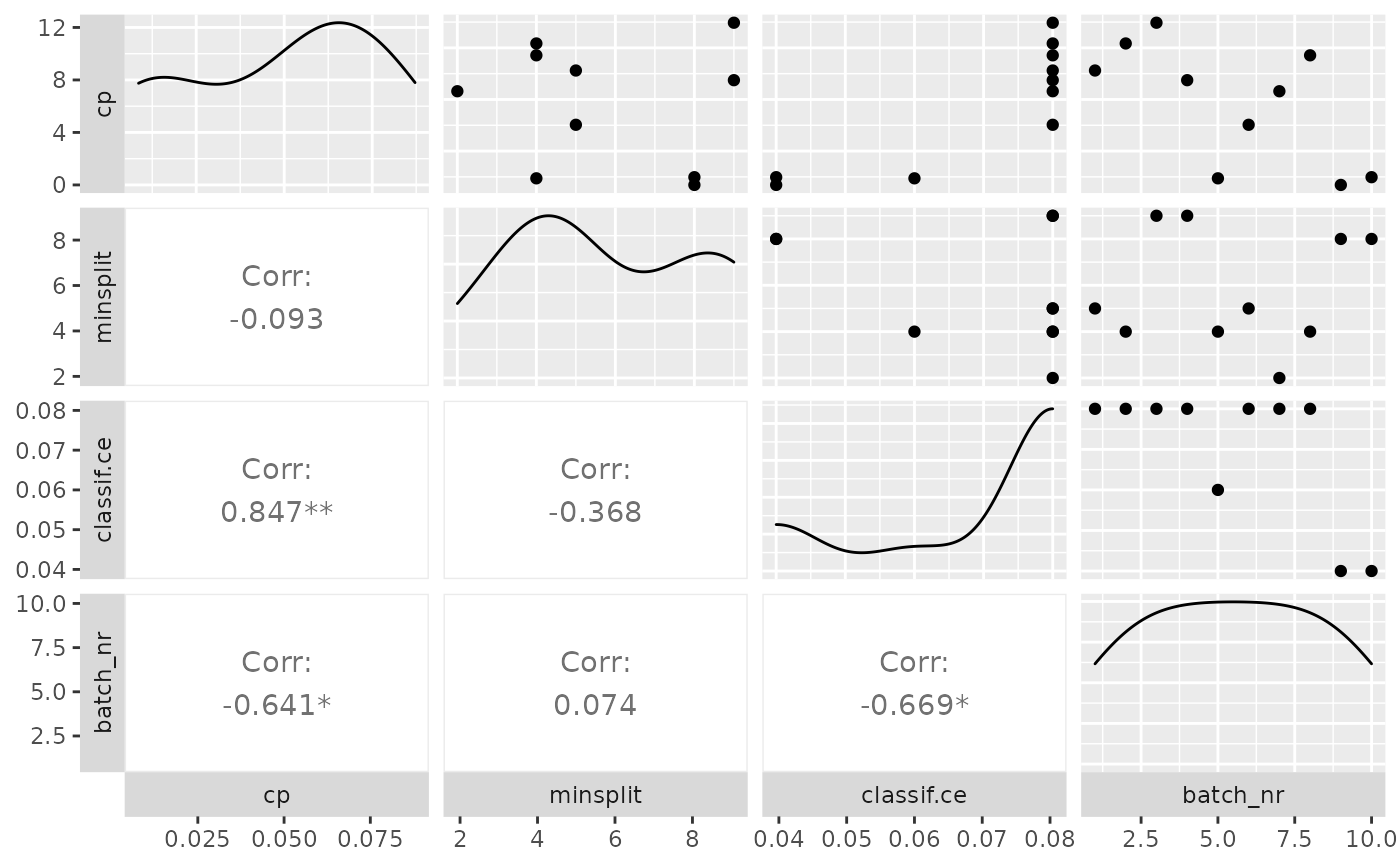 12
8
4
0
cp
8
6
4
2
minsplit
Corr:
-0.093
0.08
0.07
0.06
0.05
0.04
classif.ce
Corr:
0.847**
Corr:
-0.368
10.0
7.5
5.0
2.5
batch_nr
Corr:
-0.641*
Corr:
0.074
Corr:
-0.669*
cp minsplit classif.ce batch_nr
0.025 0.050 0.075 2 4 6 8 0.04 0.05 0.06 0.07 0.08 2.5 5.0 7.5 10.0